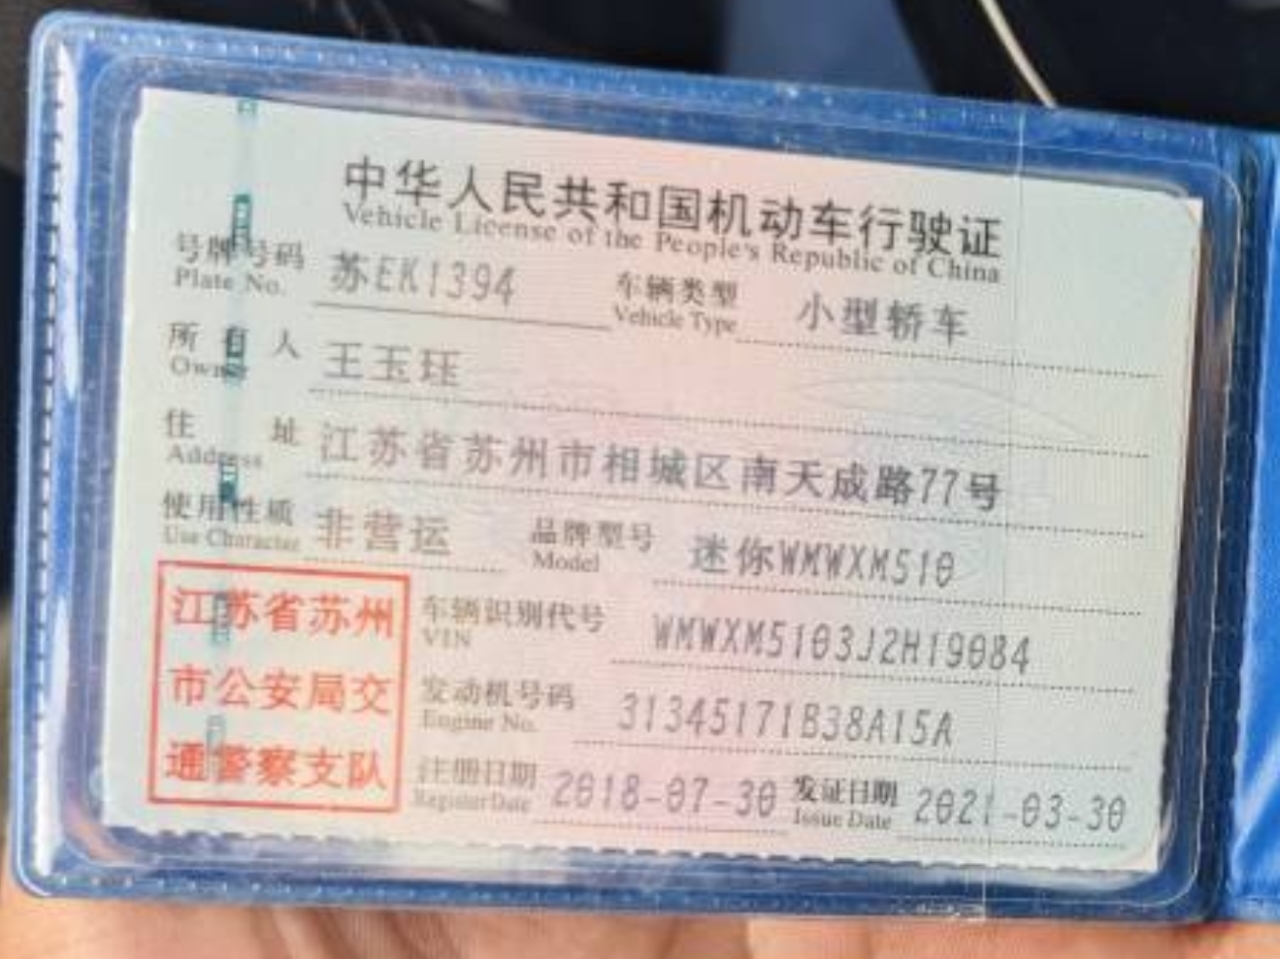 中华人民共和国机动车行驶证
Vehicle License of the People's Republic of China
号牌号码 苏EK1394 车辆类型 小型轿车
Plate No. Vehicle Type
所有人 王玉珏
Owner
住址 江苏省苏州市相城区南天成路77号
Address
使用性质 非营运 品牌型号 迷你WMWXM510
Use Character Model
江苏省苏州
市公安局交
通警察支队
车辆识别代号 WMWXM5103J2H19084
VIN
发动机号码 31345171B38A15A
Engine No.
注册日期 2018-07-30 发证日期 2021-03-30
Register Date Issue Date